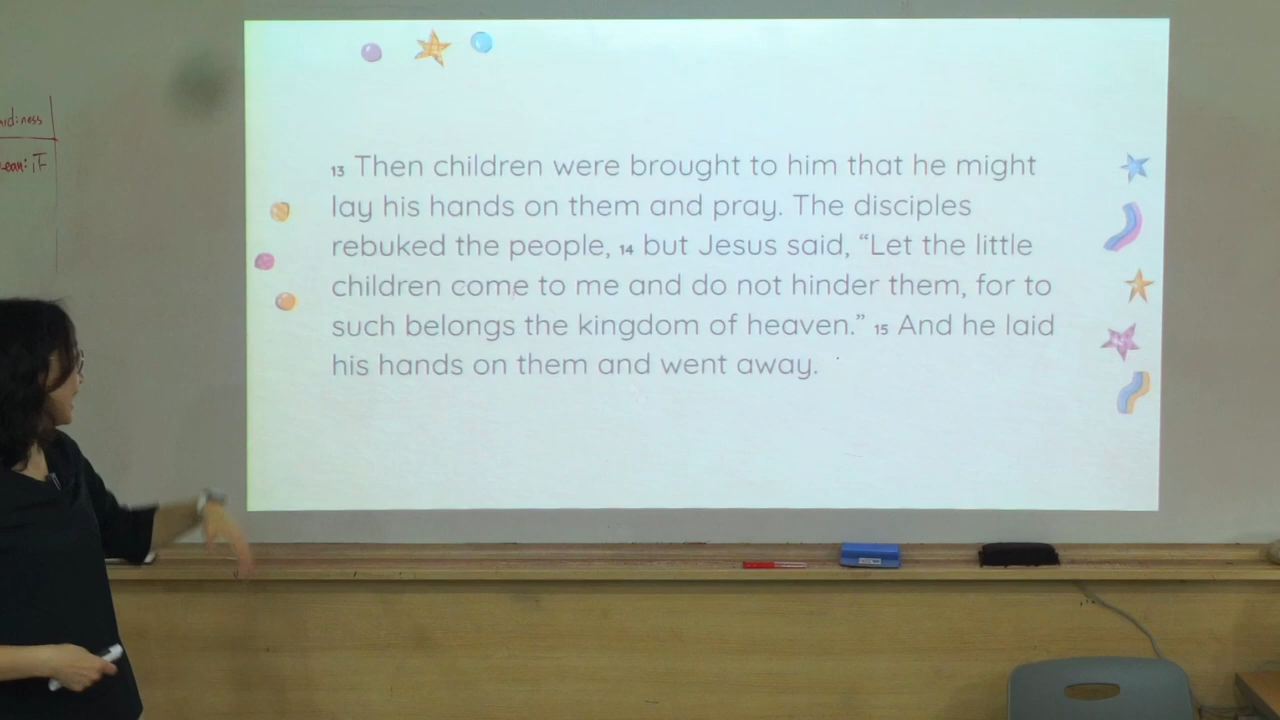 13 Then children were brought to him that he might
lay his hands on them and pray. The disciples
rebuked the people, 14 but Jesus said, “Let the little
children come to me and do not hinder them, for to
such belongs the kingdom of heaven.” 15 And he laid
his hands on them and went away.